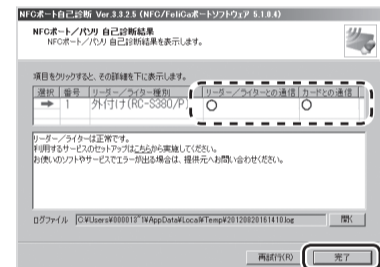 NFCポート自己診断 Ver.3.3.2.5 (NFC/FeliCaポートソフトウェア 5.1.8.4)
NFCポート／パソリ 自己診断結果
NFCポート／パソリ 自己診断結果を表示します。
項目をクリックすると、その詳細を下に表示します。
選択 番号 リーダー／ライター種別 リーダー／ライターとの通信 カードとの通信
➡ 1 外付け(RC-S380/P) ○ ○
リーダー／ライターは正常です。
利用するサービスのセットアップはこちらから実施してください。
お使いのソフトやサービスでエラーが出る場合は、提供元へお問い合わせください。
ログファイル C:¥Users¥000013~1¥AppData¥Local¥Temp¥20120820161410.log 開く
再試行(R) 完了